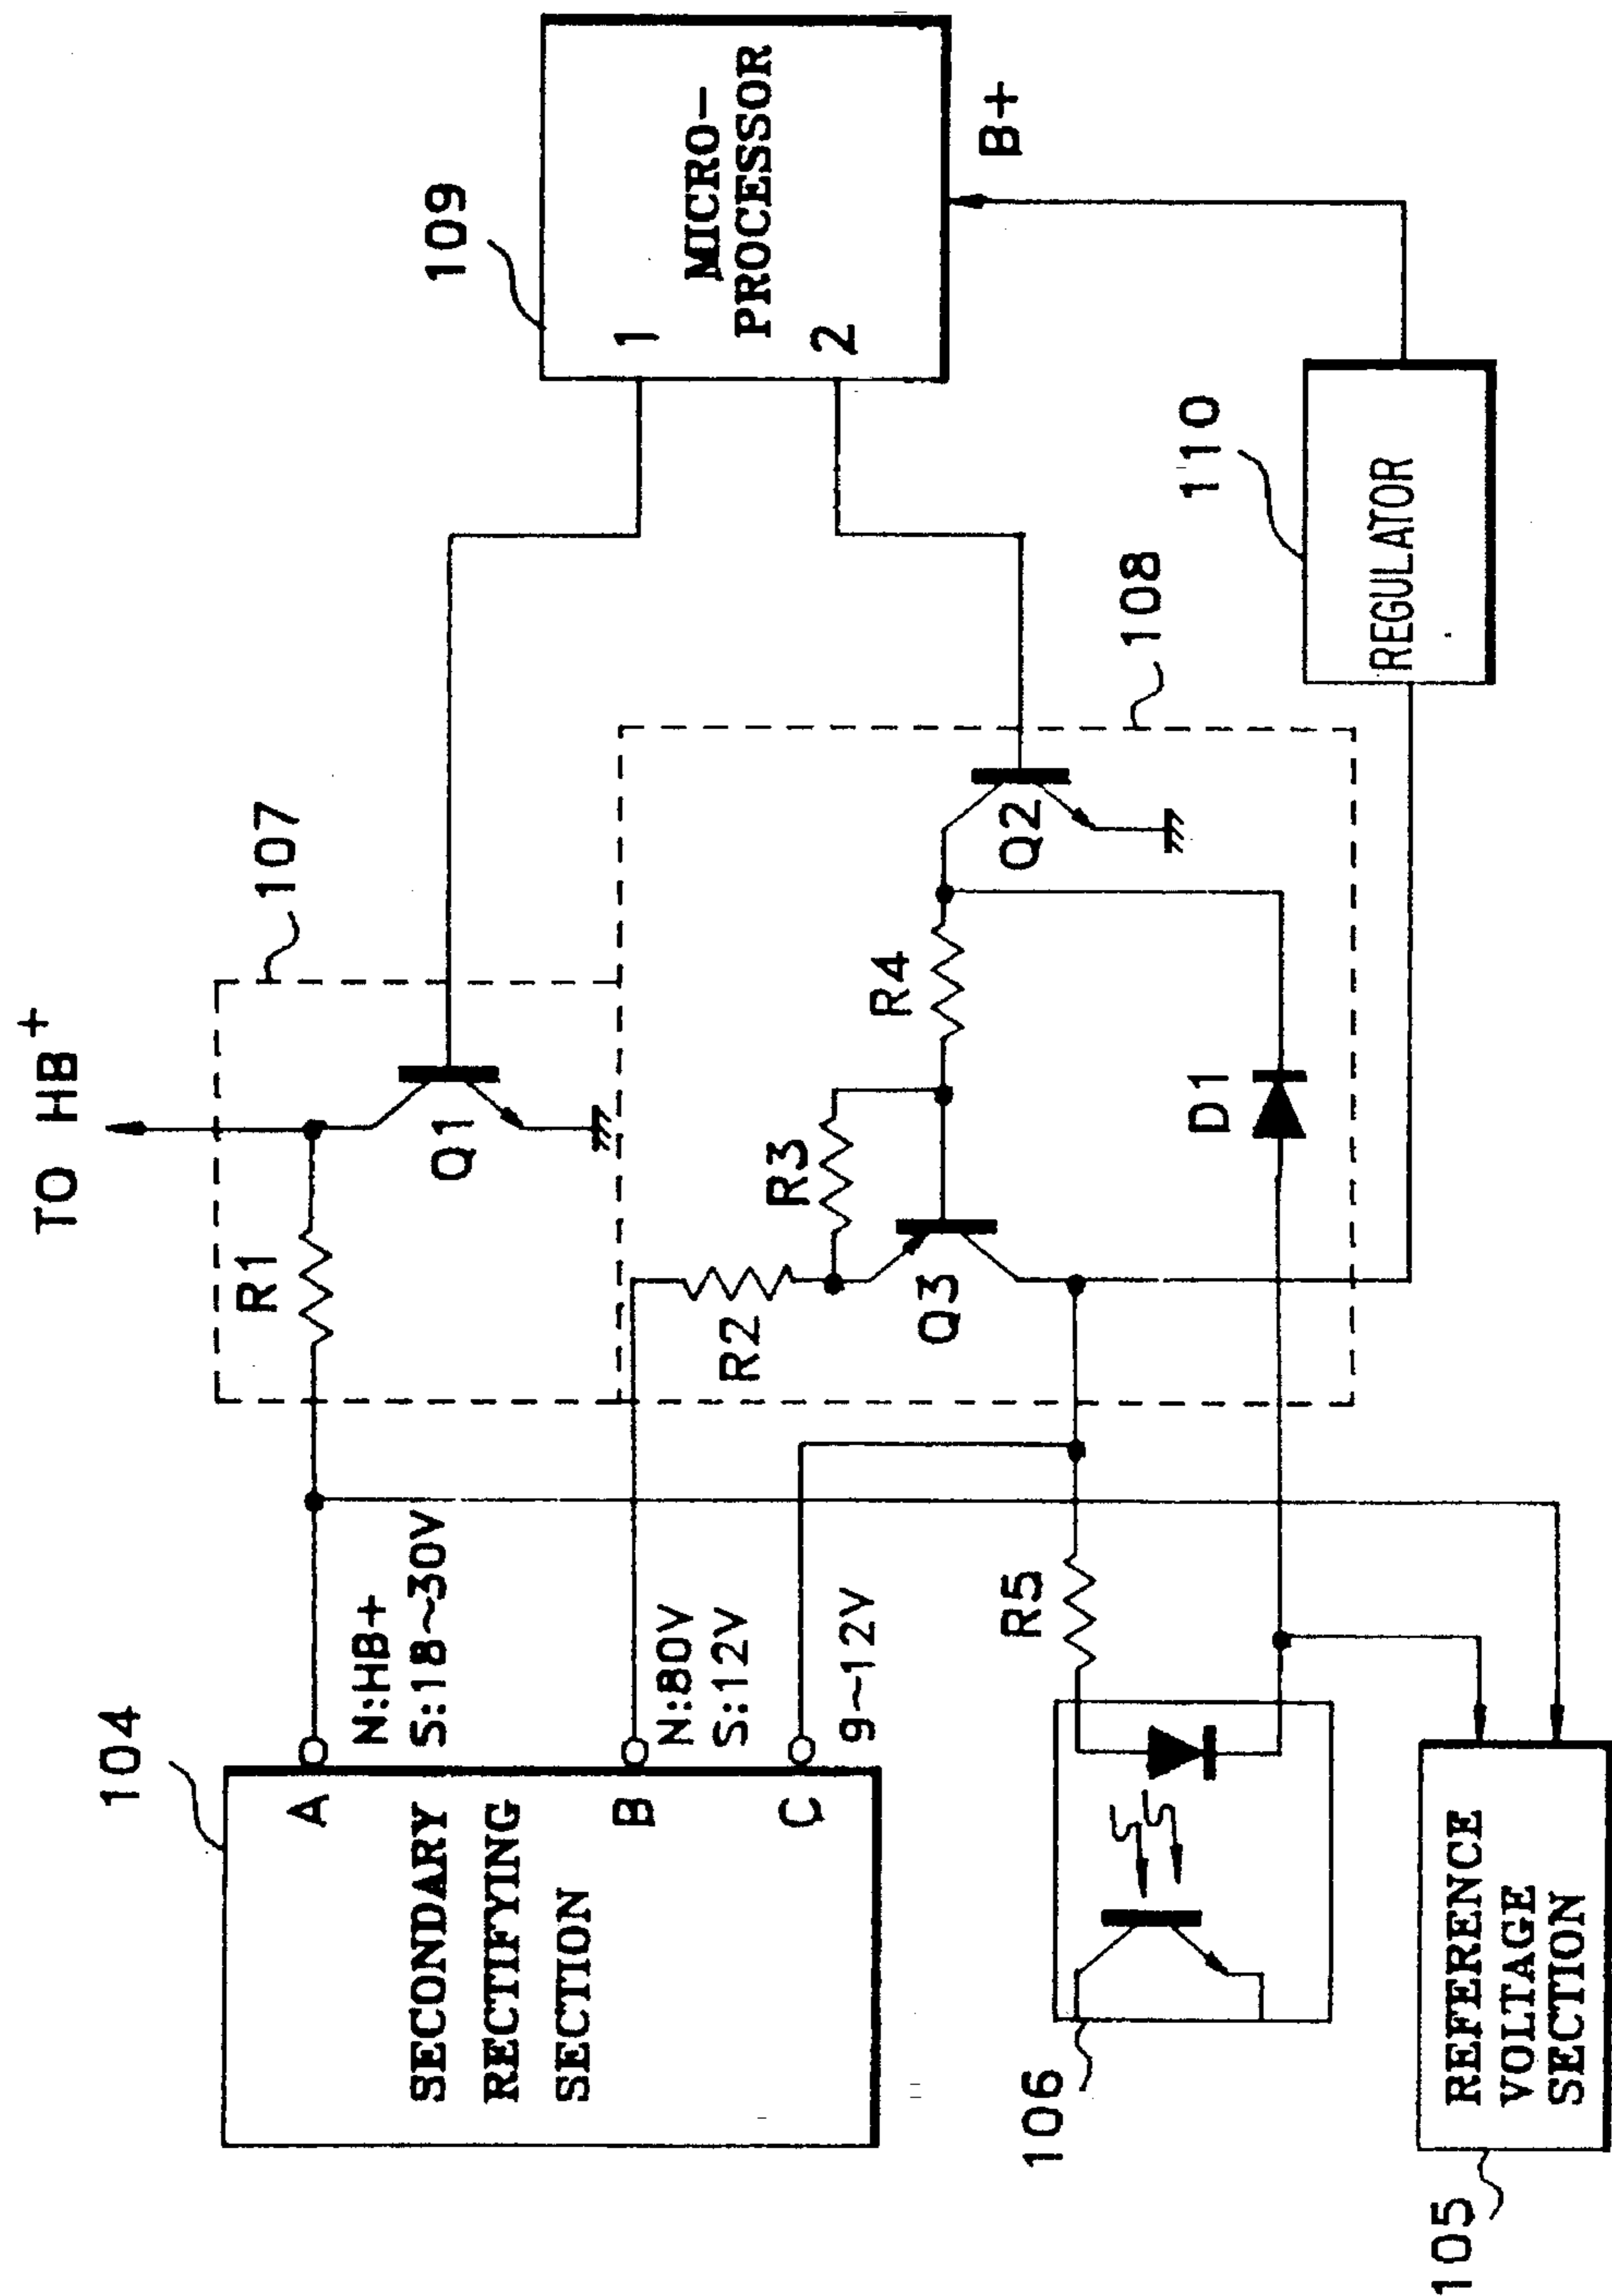 TO HB+
107
R1
Q1
109
MICRO-
PROCESSOR
1
2
B+
104
A
SECONDARY
RECTIFYING
SECTION
B
C
N:HB+
S:18~30V
N:80V
S:12V
9~12V
R2
R3
Q3
R4
Q2
108
D1
R5
106
110
REGULATOR
105
REFERENCE
VOLTAGE
SECTION